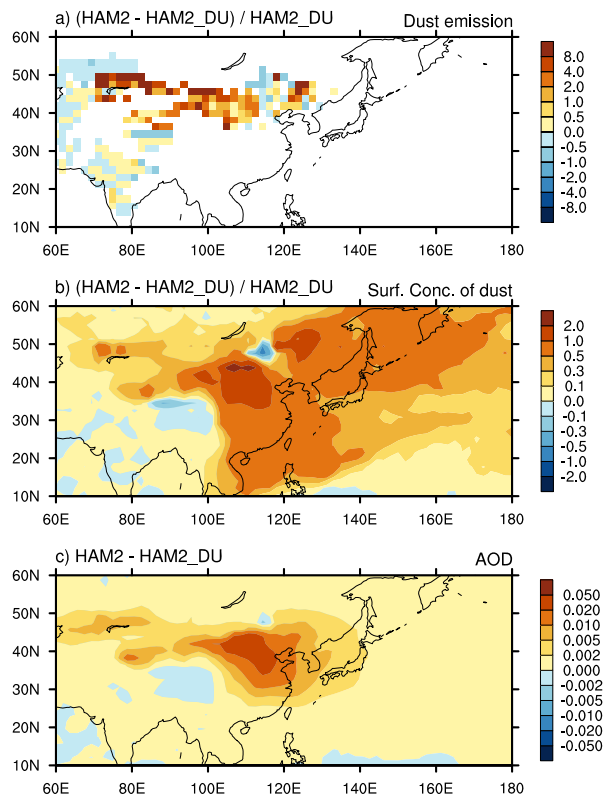 a) (HAM2 - HAM2_DU) / HAM2_DU Dust emission
60N
50N
40N
30N
20N
10N
60E 80E 100E 120E 140E 160E 180
8.0
4.0
2.0
1.0
0.5
0.0
-0.5
-1.0
-2.0
-4.0
-8.0
b) (HAM2 - HAM2_DU) / HAM2_DU Surf. Conc. of dust
60N
50N
40N
30N
20N
10N
60E 80E 100E 120E 140E 160E 180
2.0
1.0
0.5
0.3
0.1
0.0
-0.1
-0.3
-0.5
-1.0
-2.0
c) HAM2 - HAM2_DU AOD
60N
50N
40N
30N
20N
10N
60E 80E 100E 120E 140E 160E 180
0.050
0.020
0.010
0.005
0.002
0.000
-0.002
-0.005
-0.010
-0.020
-0.050